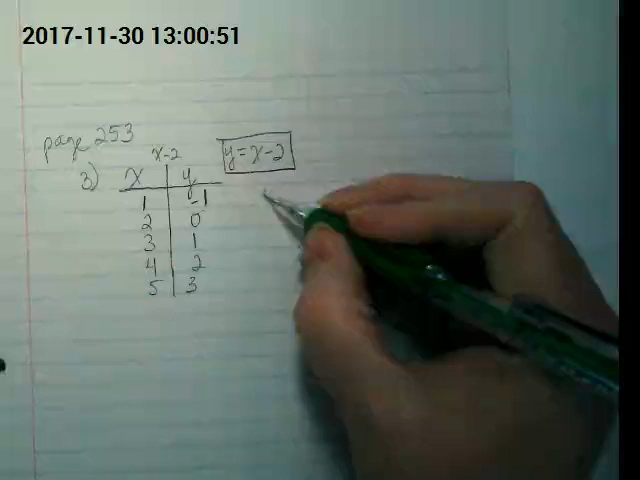 2017-11-30 13:00:51
page 253
x-2
y=x-2
3) x y
1 -1
2 0
3 1
4 2
5 3